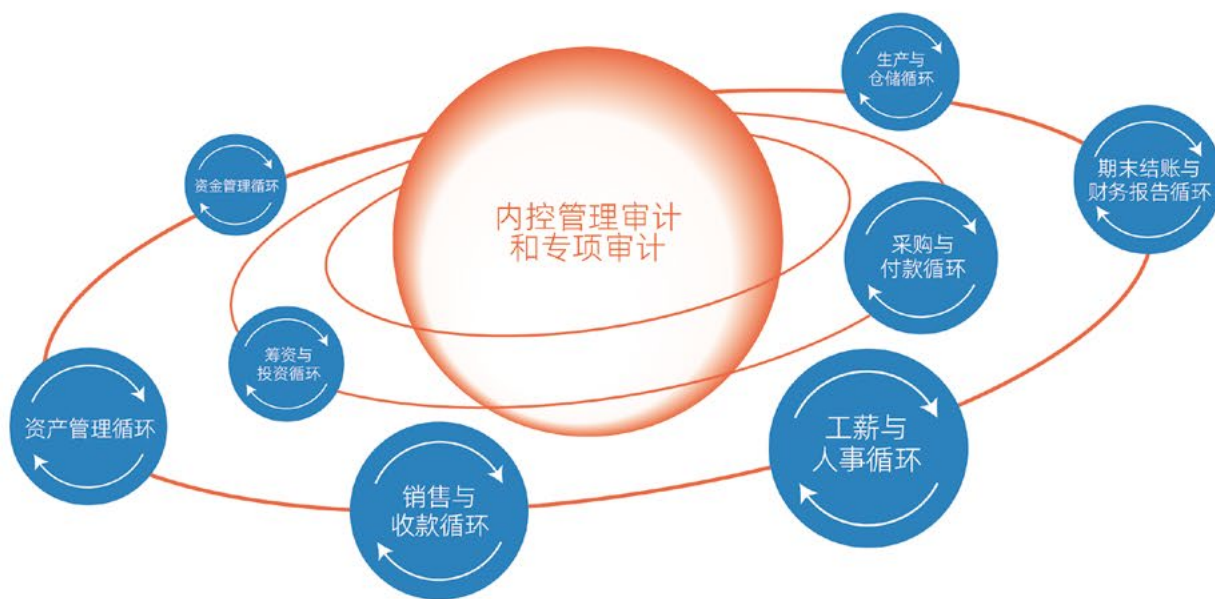 生产与
仓储循环
期末结账与
财务报告循环
资金管理循环
内控管理审计
和专项审计
采购与
付款循环
筹资与
投资循环
资产管理循环
工薪与
人事循环
销售与
收款循环